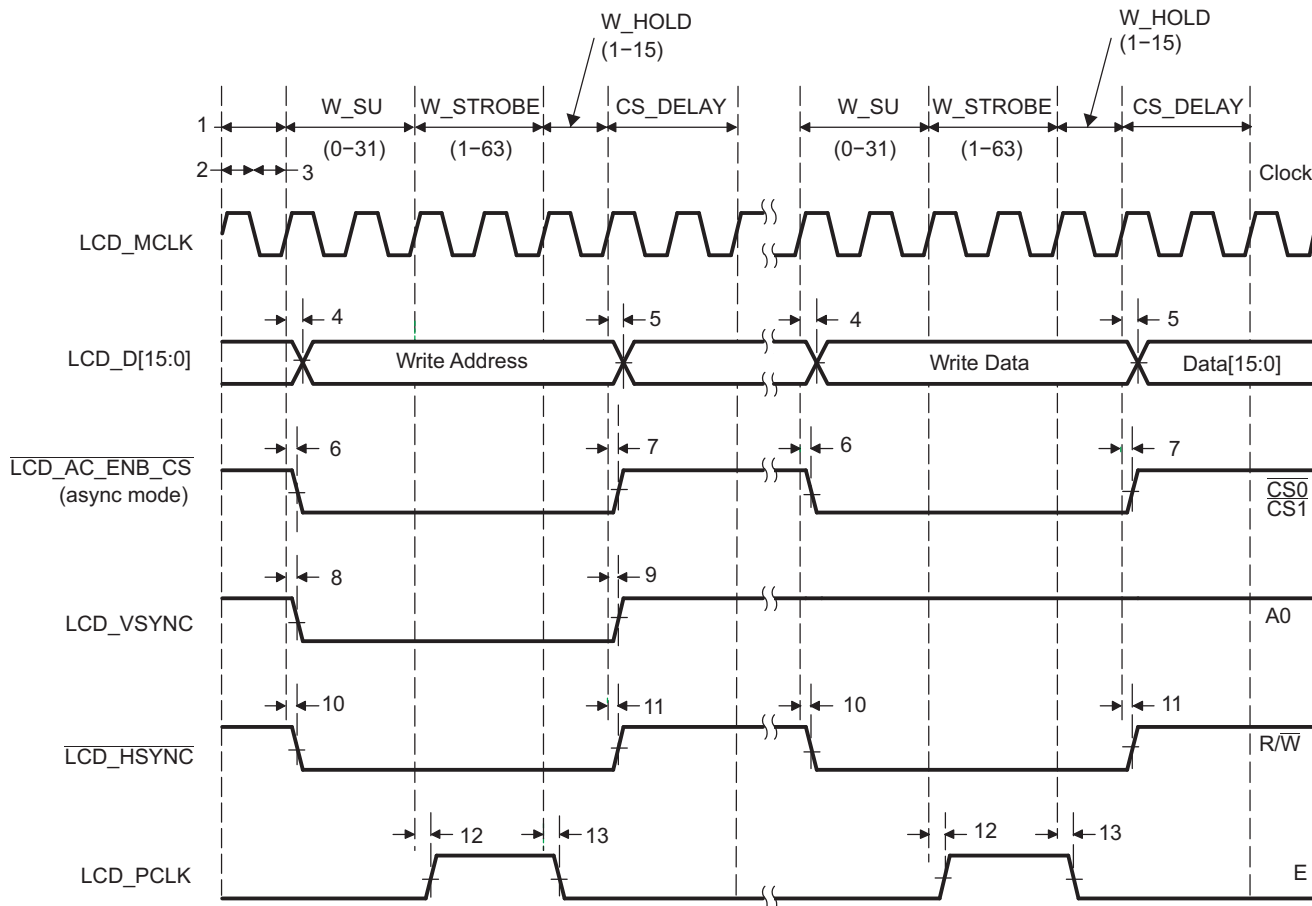 W_HOLD
(1−15)
W_HOLD
(1−15)
W_SU
W_STROBE
CS_DELAY
W_SU
W_STROBE
CS_DELAY
1
(0−31)
(1−63)
(0−31)
(1−63)
2
3
Clock
LCD_MCLK
4
5
4
5
LCD_D[15:0]
Write Address
Write Data
Data[15:0]
6
7
6
7
LCD_AC_ENB_CS
(async mode)
CS0
CS1
8
9
LCD_VSYNC
A0
10
11
10
11
LCD_HSYNC
R/W
12
13
12
13
LCD_PCLK
E